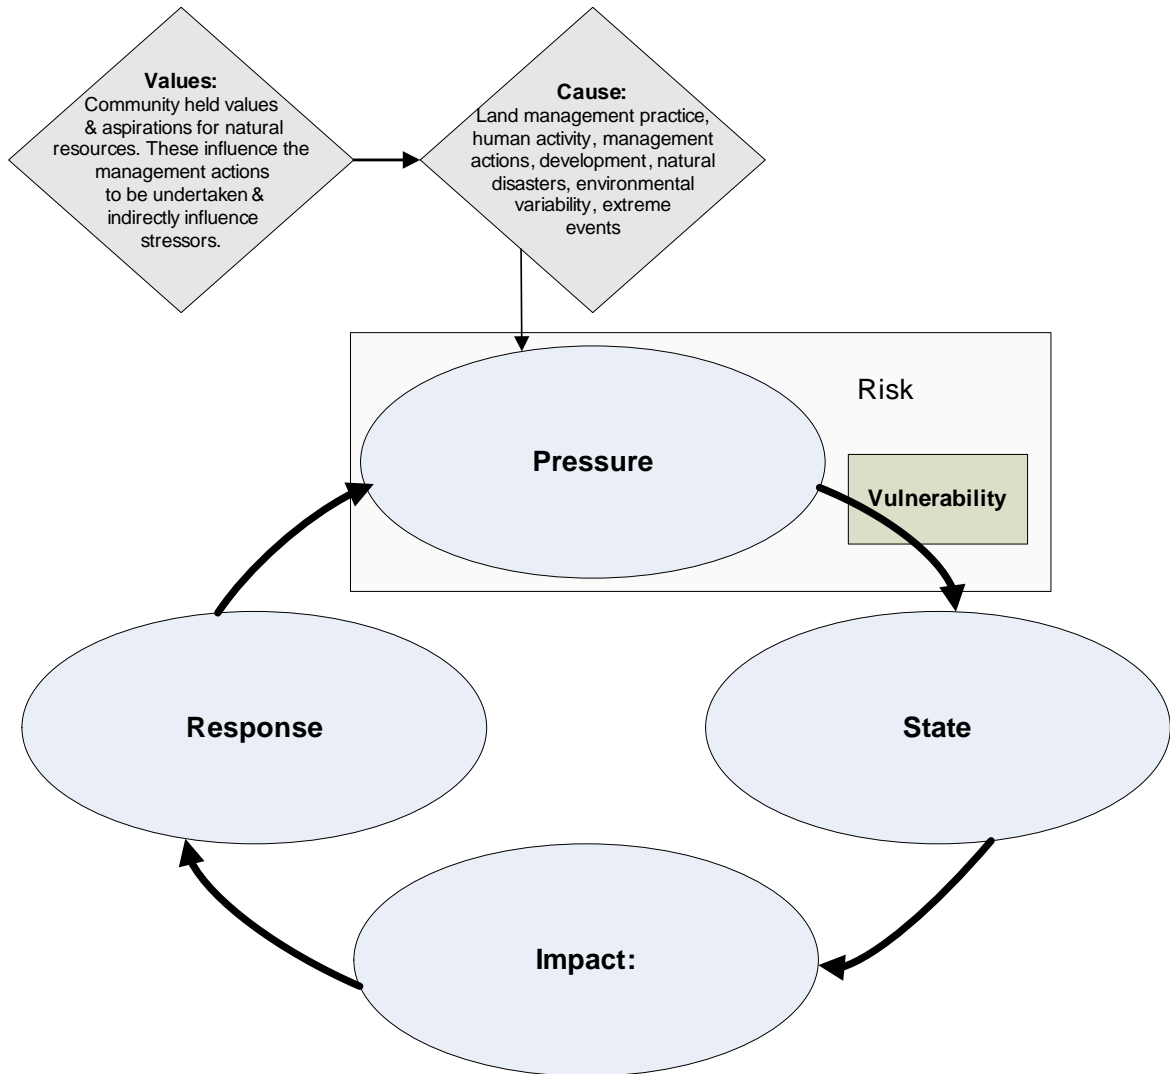 Values:
Community held values
& aspirations for natural
resources. These influence the
management actions
to be undertaken &
indirectly influence
stressors.
Cause:
Land management practice,
human activity, management
actions, development, natural
disasters, environmental
variability, extreme
events
Risk
Pressure
Vulnerability
Response
State
Impact: